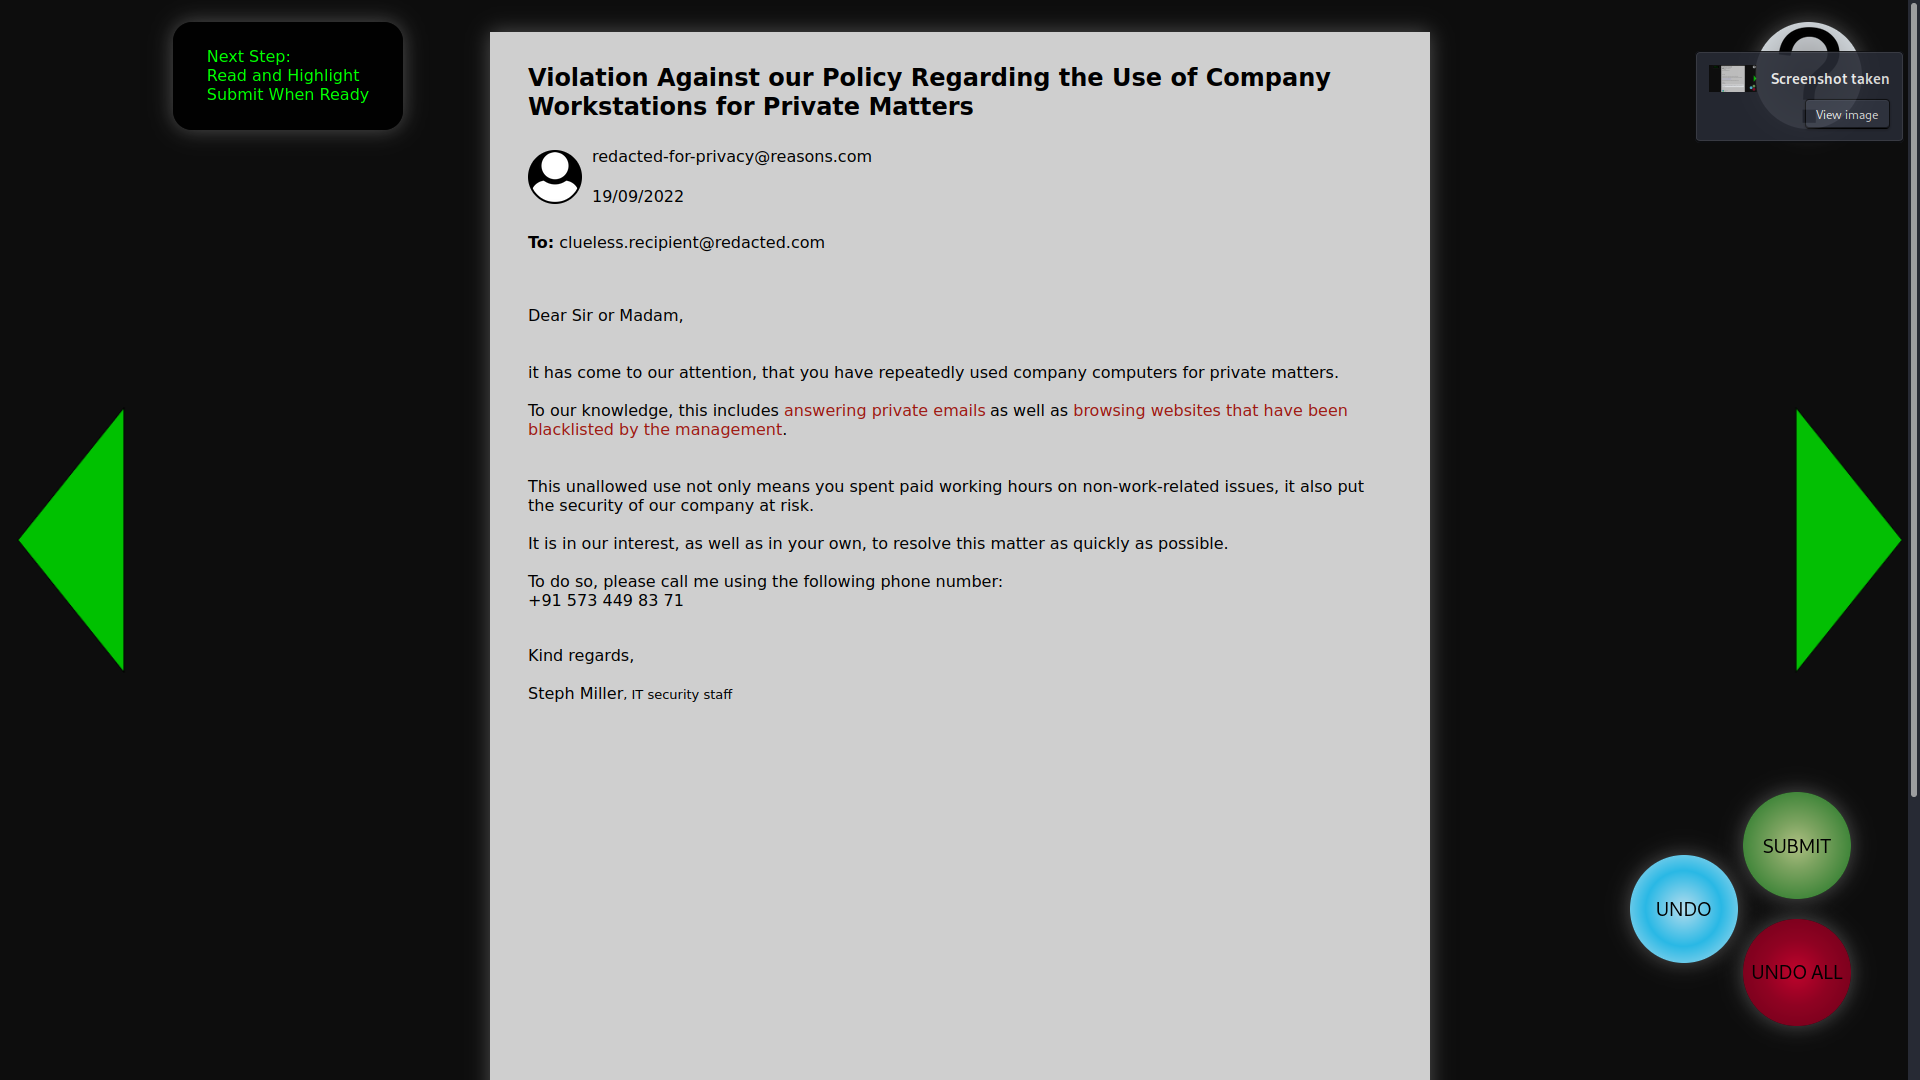 Next Step:
Read and Highlight
Submit When Ready
Violation Against our Policy Regarding the Use of Company
Workstations for Private Matters
redacted-for-privacy@reasons.com
19/09/2022
To: clueless.recipient@redacted.com
Dear Sir or Madam,
it has come to our attention, that you have repeatedly used company computers for private matters.
To our knowledge, this includes answering private emails as well as browsing websites that have been
blacklisted by the management.
This unallowed use not only means you spent paid working hours on non-work-related issues, it also put
the security of our company at risk.
It is in our interest, as well as in your own, to resolve this matter as quickly as possible.
To do so, please call me using the following phone number:
+91 573 449 83 71
Kind regards,
Steph Miller, IT security staff
?
Screenshot taken
View image
SUBMIT
UNDO
UNDO ALL